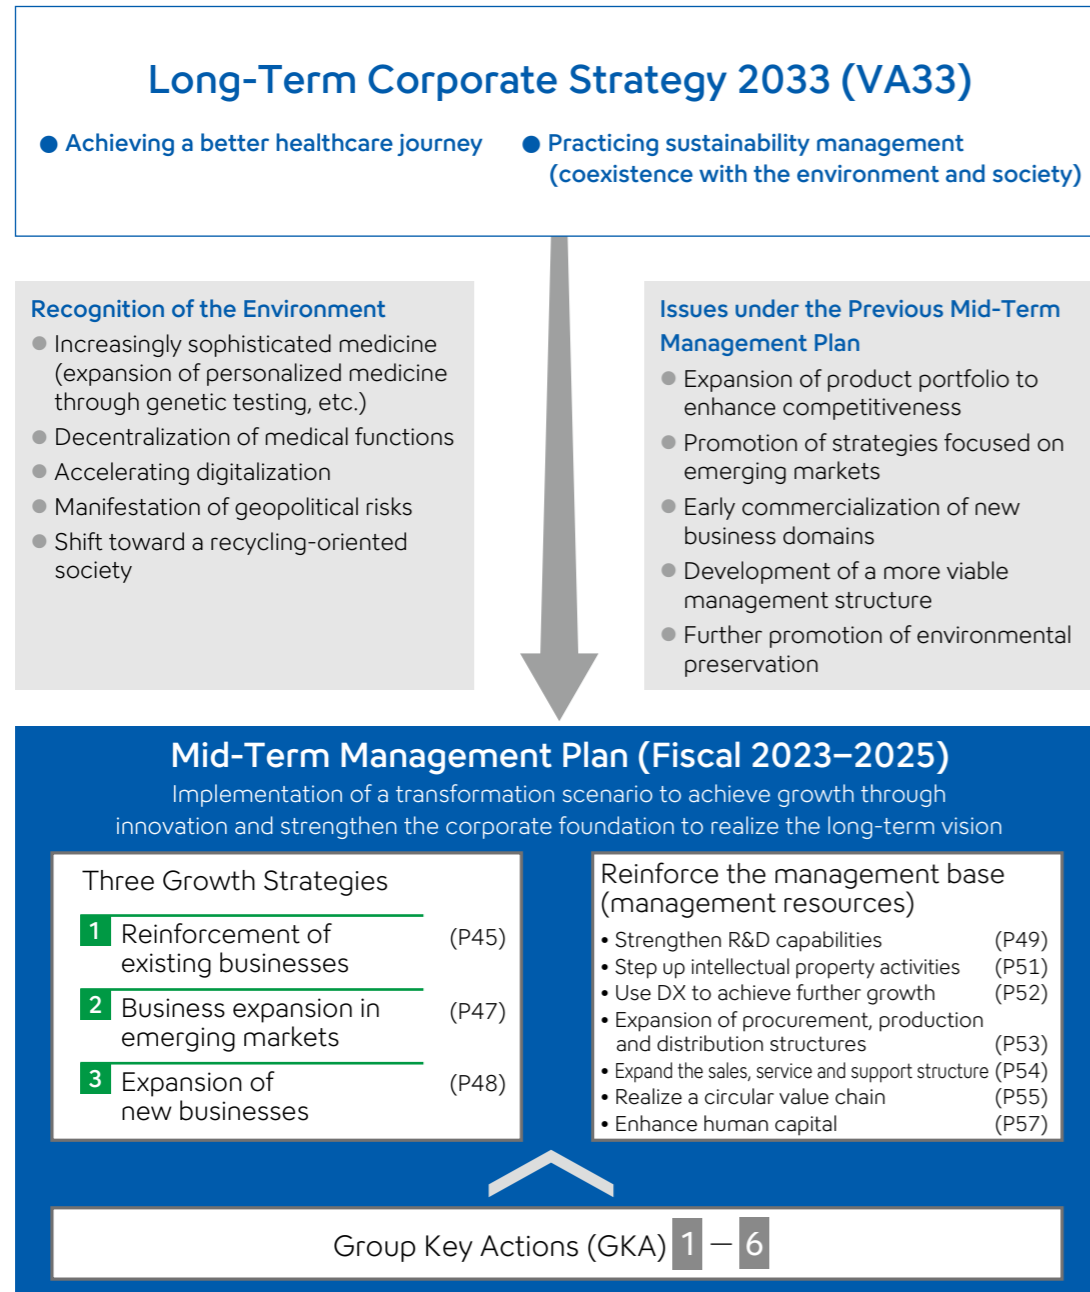 Long-Term Corporate Strategy 2033 (VA33)
● Achieving a better healthcare journey
● Practicing sustainability management
(coexistence with the environment and society)
Recognition of the Environment
● Increasingly sophisticated medicine
(expansion of personalized medicine
through genetic testing, etc.)
● Decentralization of medical functions
● Accelerating digitalization
● Manifestation of geopolitical risks
● Shift toward a recycling-oriented
society
Issues under the Previous Mid-Term
Management Plan
● Expansion of product portfolio to
enhance competitiveness
● Promotion of strategies focused on
emerging markets
● Early commercialization of new
business domains
● Development of a more viable
management structure
● Further promotion of environmental
preservation
Mid-Term Management Plan (Fiscal 2023–2025)
Implementation of a transformation scenario to achieve growth through
innovation and strengthen the corporate foundation to realize the long-term vision
Three Growth Strategies
1 Reinforcement of (P45)
existing businesses
2 Business expansion in (P47)
emerging markets
3 Expansion of (P48)
new businesses
Reinforce the management base
(management resources)
• Strengthen R&D capabilities (P49)
• Step up intellectual property activities (P51)
• Use DX to achieve further growth (P52)
• Expansion of procurement, production
and distribution structures (P53)
• Expand the sales, service and support structure (P54)
• Realize a circular value chain (P55)
• Enhance human capital (P57)
Group Key Actions (GKA) 1 — 6